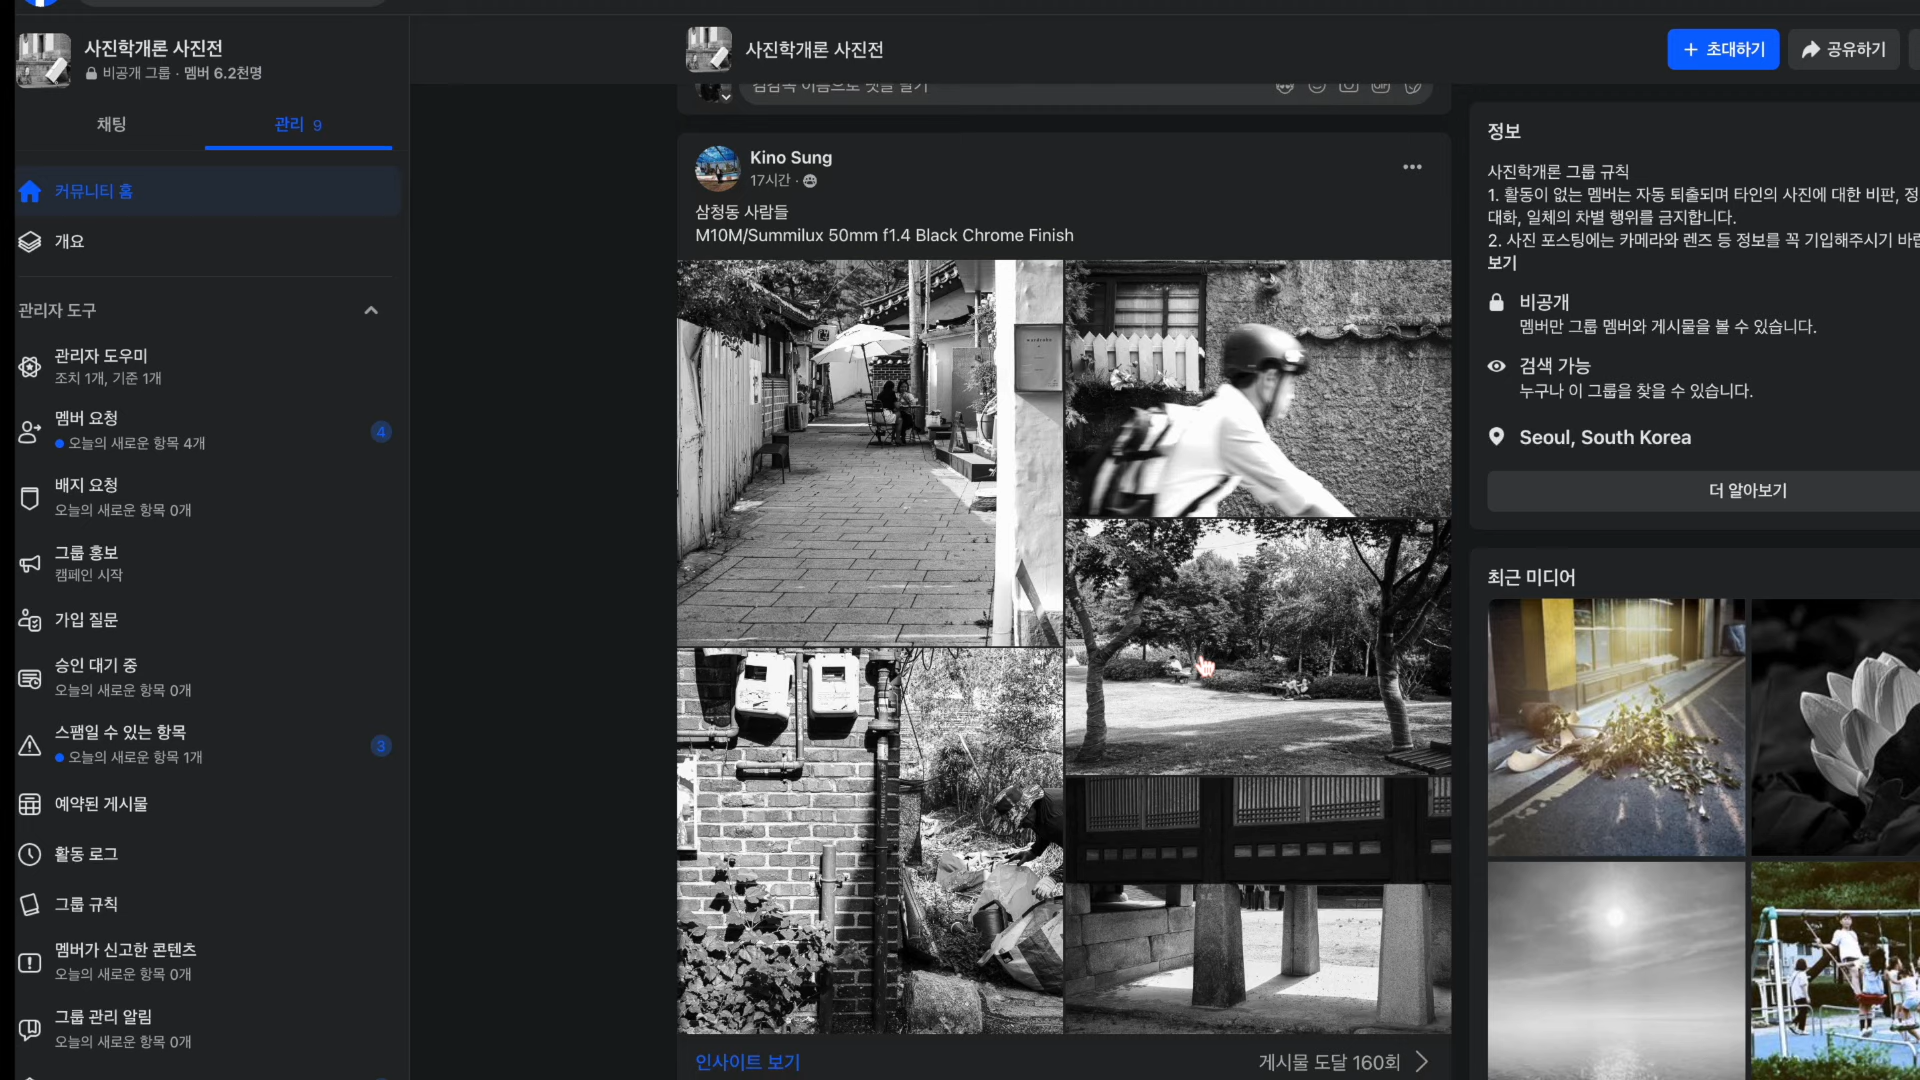 사진학개론 사진전
비공개 그룹 · 멤버 6.2천명
채팅
관리 9
커뮤니티 홈
개요
관리자 도구
관리자 도우미
조치 1개, 기준 1개
멤버 요청
오늘의 새로운 항목 4개
4
배지 요청
오늘의 새로운 항목 0개
그룹 홍보
캠페인 시작
가입 질문
승인 대기 중
오늘의 새로운 항목 0개
스팸일 수 있는 항목
오늘의 새로운 항목 1개
3
예약된 게시물
활동 로그
그룹 규칙
멤버가 신고한 콘텐츠
오늘의 새로운 항목 0개
그룹 관리 알림
오늘의 새로운 항목 0개
사진학개론 사진전
+ 초대하기
공유하기
Kino Sung
17시간 ·
삼청동 사람들
M10M/Summilux 50mm f1.4 Black Chrome Finish
인사이트 보기
게시물 도달 160회
정보
사진학개론 그룹 규칙
1. 활동이 없는 멤버는 자동 퇴출되며 타인의 사진에 대한 비판, 정
대화, 일체의 차별 행위를 금지합니다.
2. 사진 포스팅에는 카메라와 렌즈 등 정보를 꼭 기입해주시기 바랍
보기
비공개
멤버만 그룹 멤버와 게시물을 볼 수 있습니다.
검색 가능
누구나 이 그룹을 찾을 수 있습니다.
Seoul, South Korea
더 알아보기
최근 미디어